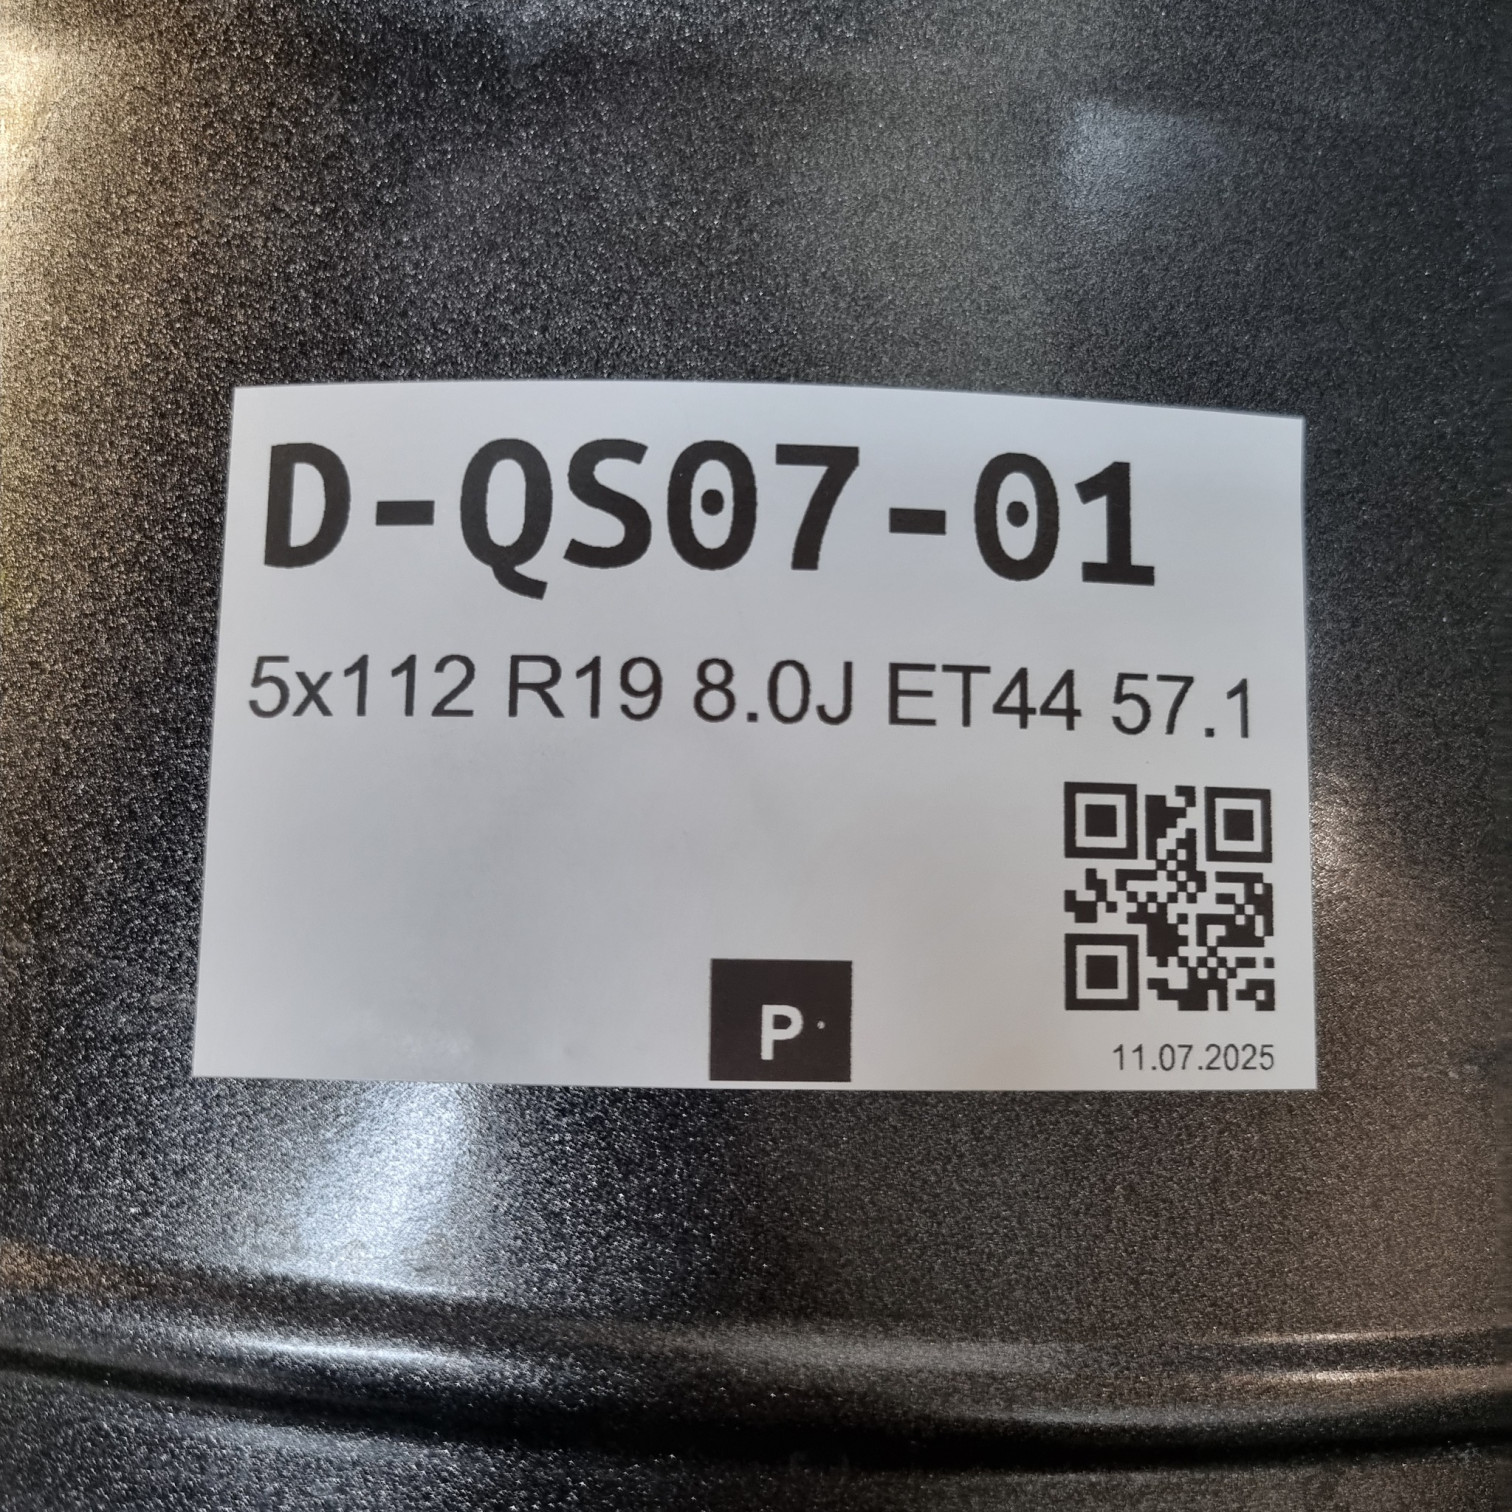 D-QS07-01
5x112 R19 8.0J ET44 57.1
P
11.07.2025